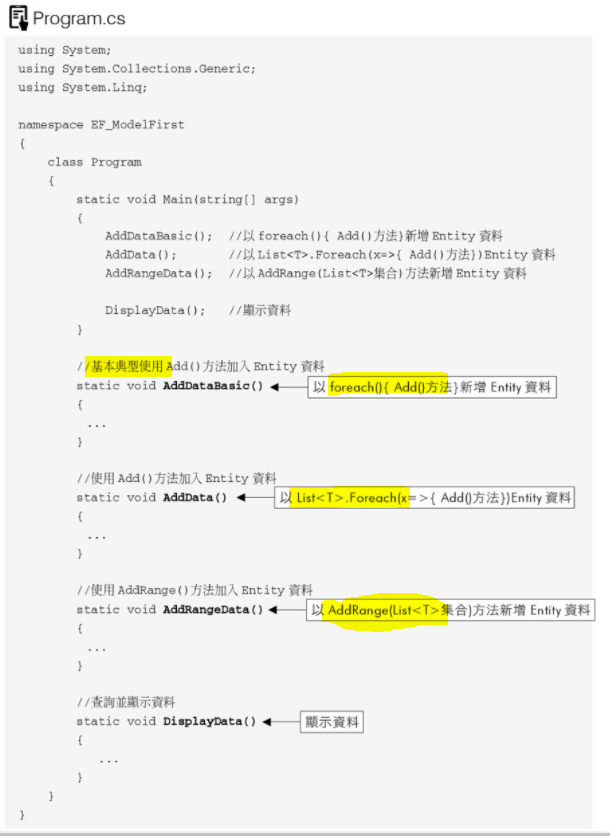 Program.cs
using System;
using System.Collections.Generic;
using System.Linq;
namespace EF_ModelFirst
{
class Program
{
static void Main(string[] args)
{
AddDataBasic(); //以 foreach(){ Add()方法}新增 Entity 資料
AddData(); //以 List<T>.Foreach(x=>{ Add()方法})Entity 資料
AddRangeData(); //以 AddRange(List<T>集合)方法新增 Entity 資料
DisplayData(); //顯示資料
}
//基本典型使用 Add()方法加入 Entity 資料
static void AddDataBasic() 以 foreach(){ Add()方法}新增 Entity 資料
{
...
}
//使用 Add()方法加入 Entity 資料
static void AddData() 以 List<T>.Foreach(x=>{ Add()方法})Entity 資料
{
...
}
//使用 AddRange()方法加入 Entity 資料
static void AddRangeData() 以 AddRange(List<T>集合)方法新增 Entity 資料
{
...
}
//查詢並顯示資料
static void DisplayData() 顯示資料
{
...
}
}
}